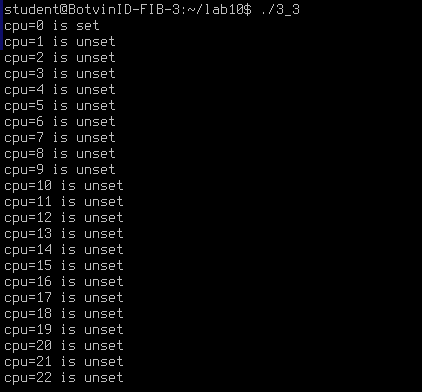 student@BotvinID-FIB-3:~/lab10$ ./3_3
cpu=0 is set
cpu=1 is unset
cpu=2 is unset
cpu=3 is unset
cpu=4 is unset
cpu=5 is unset
cpu=6 is unset
cpu=7 is unset
cpu=8 is unset
cpu=9 is unset
cpu=10 is unset
cpu=11 is unset
cpu=12 is unset
cpu=13 is unset
cpu=14 is unset
cpu=15 is unset
cpu=16 is unset
cpu=17 is unset
cpu=18 is unset
cpu=19 is unset
cpu=20 is unset
cpu=21 is unset
cpu=22 is unset